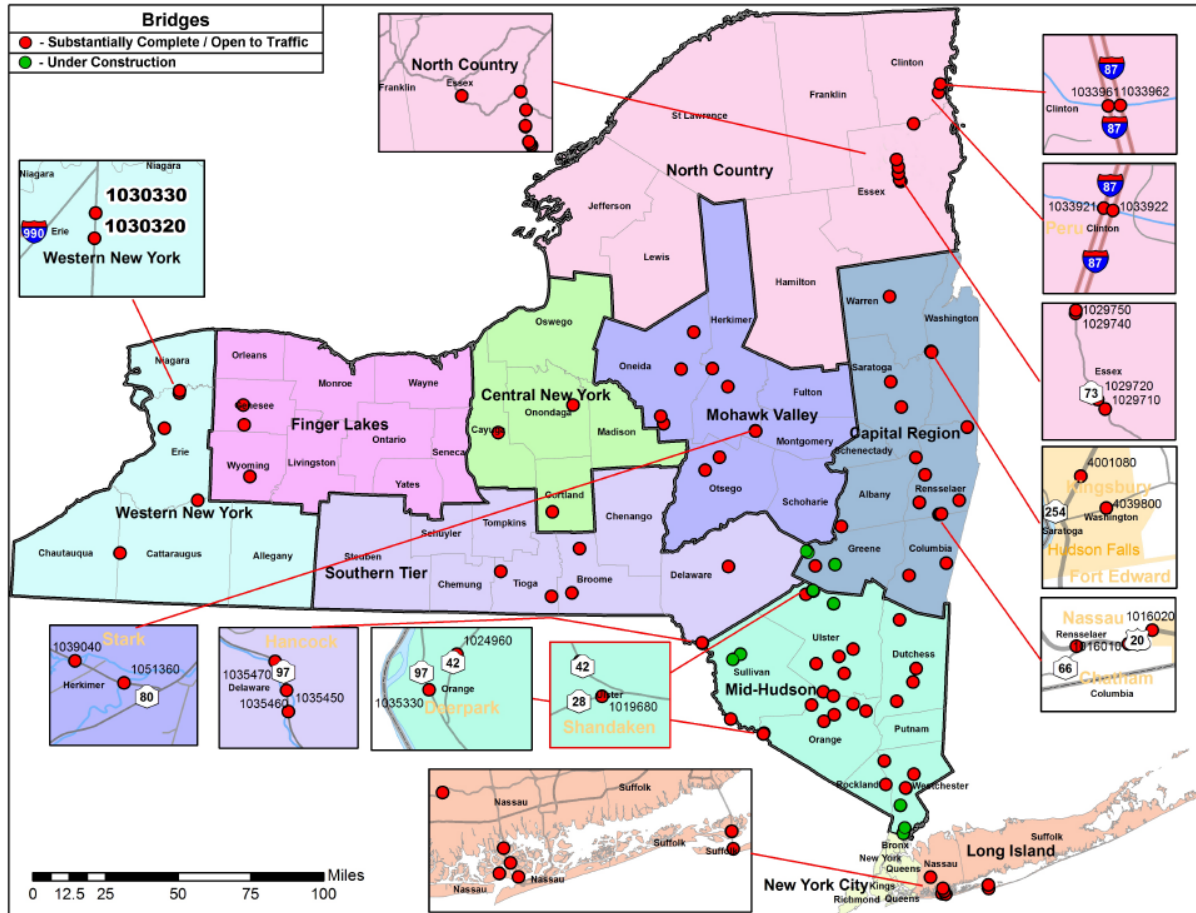 Bridges
- Substantially Complete / Open to Traffic
- Under Construction
North Country
Franklin
Essex
Clinton
Franklin
St Lawrence
North Country
Essex
Jefferson
Lewis
Hamilton
87
1033961
1033962
Clinton
87
87
1033921
1033922
Clinton
Peru
87
1029750
1029740
Essex
73
1029720
1029710
4001080
Kingsbury
4039800
254
Washington
Saratoga
Hudson Falls
Fort Edward
Nassau
1016020
Rensselaer
20
1016010
66
Chatham
Columbia
Niagara
Niagara
1030330
1030320
990
Erie
Western New York
Niagara
Orleans
Monroe
Wayne
Genesee
Finger Lakes
Ontario
Seneca
Erie
Wyoming
Livingston
Yates
Western New York
Chautauqua
Cattaraugus
Allegany
Oswego
Central New York
Onondaga
Cayuga
Madison
Cortland
Herkimer
Oneida
Fulton
Mohawk Valley
Montgomery
Otsego
Schoharie
Warren
Washington
Saratoga
Capital Region
Schenectady
Albany
Rensselaer
Greene
Columbia
Tompkins
Chenango
Schuyler
Steuben
Southern Tier
Chemung
Tioga
Broome
Delaware
Ulster
Dutchess
Sullivan
Mid-Hudson
Orange
Putnam
Rockland
Westchester
Stark
1039040
1051360
Herkimer
80
Hancock
1035470
97
Delaware
1035450
1035460
1024960
97
42
Orange
1035330
Deerpark
42
Ulster
28
1019680
Shandaken
Suffolk
Nassau
Suffolk
Suffolk
Nassau
Nassau
Bronx
New York
Queens
Nassau
Suffolk
Long Island
New York City
Kings
Queens
Richmond
Miles
0
12.5
25
50
75
100